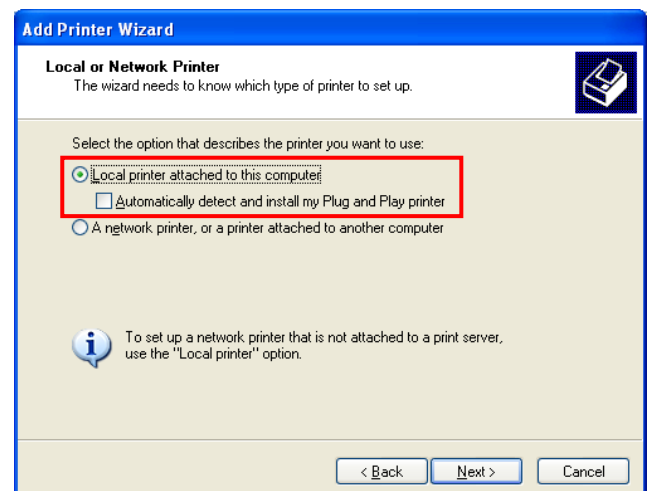 Add Printer Wizard
Local or Network Printer
The wizard needs to know which type of printer to set up.
Select the option that describes the printer you want to use:
Local printer attached to this computer
Automatically detect and install my Plug and Play printer
A network printer, or a printer attached to another computer
To set up a network printer that is not attached to a print server,
use the "Local printer" option.
< Back
Next >
Cancel